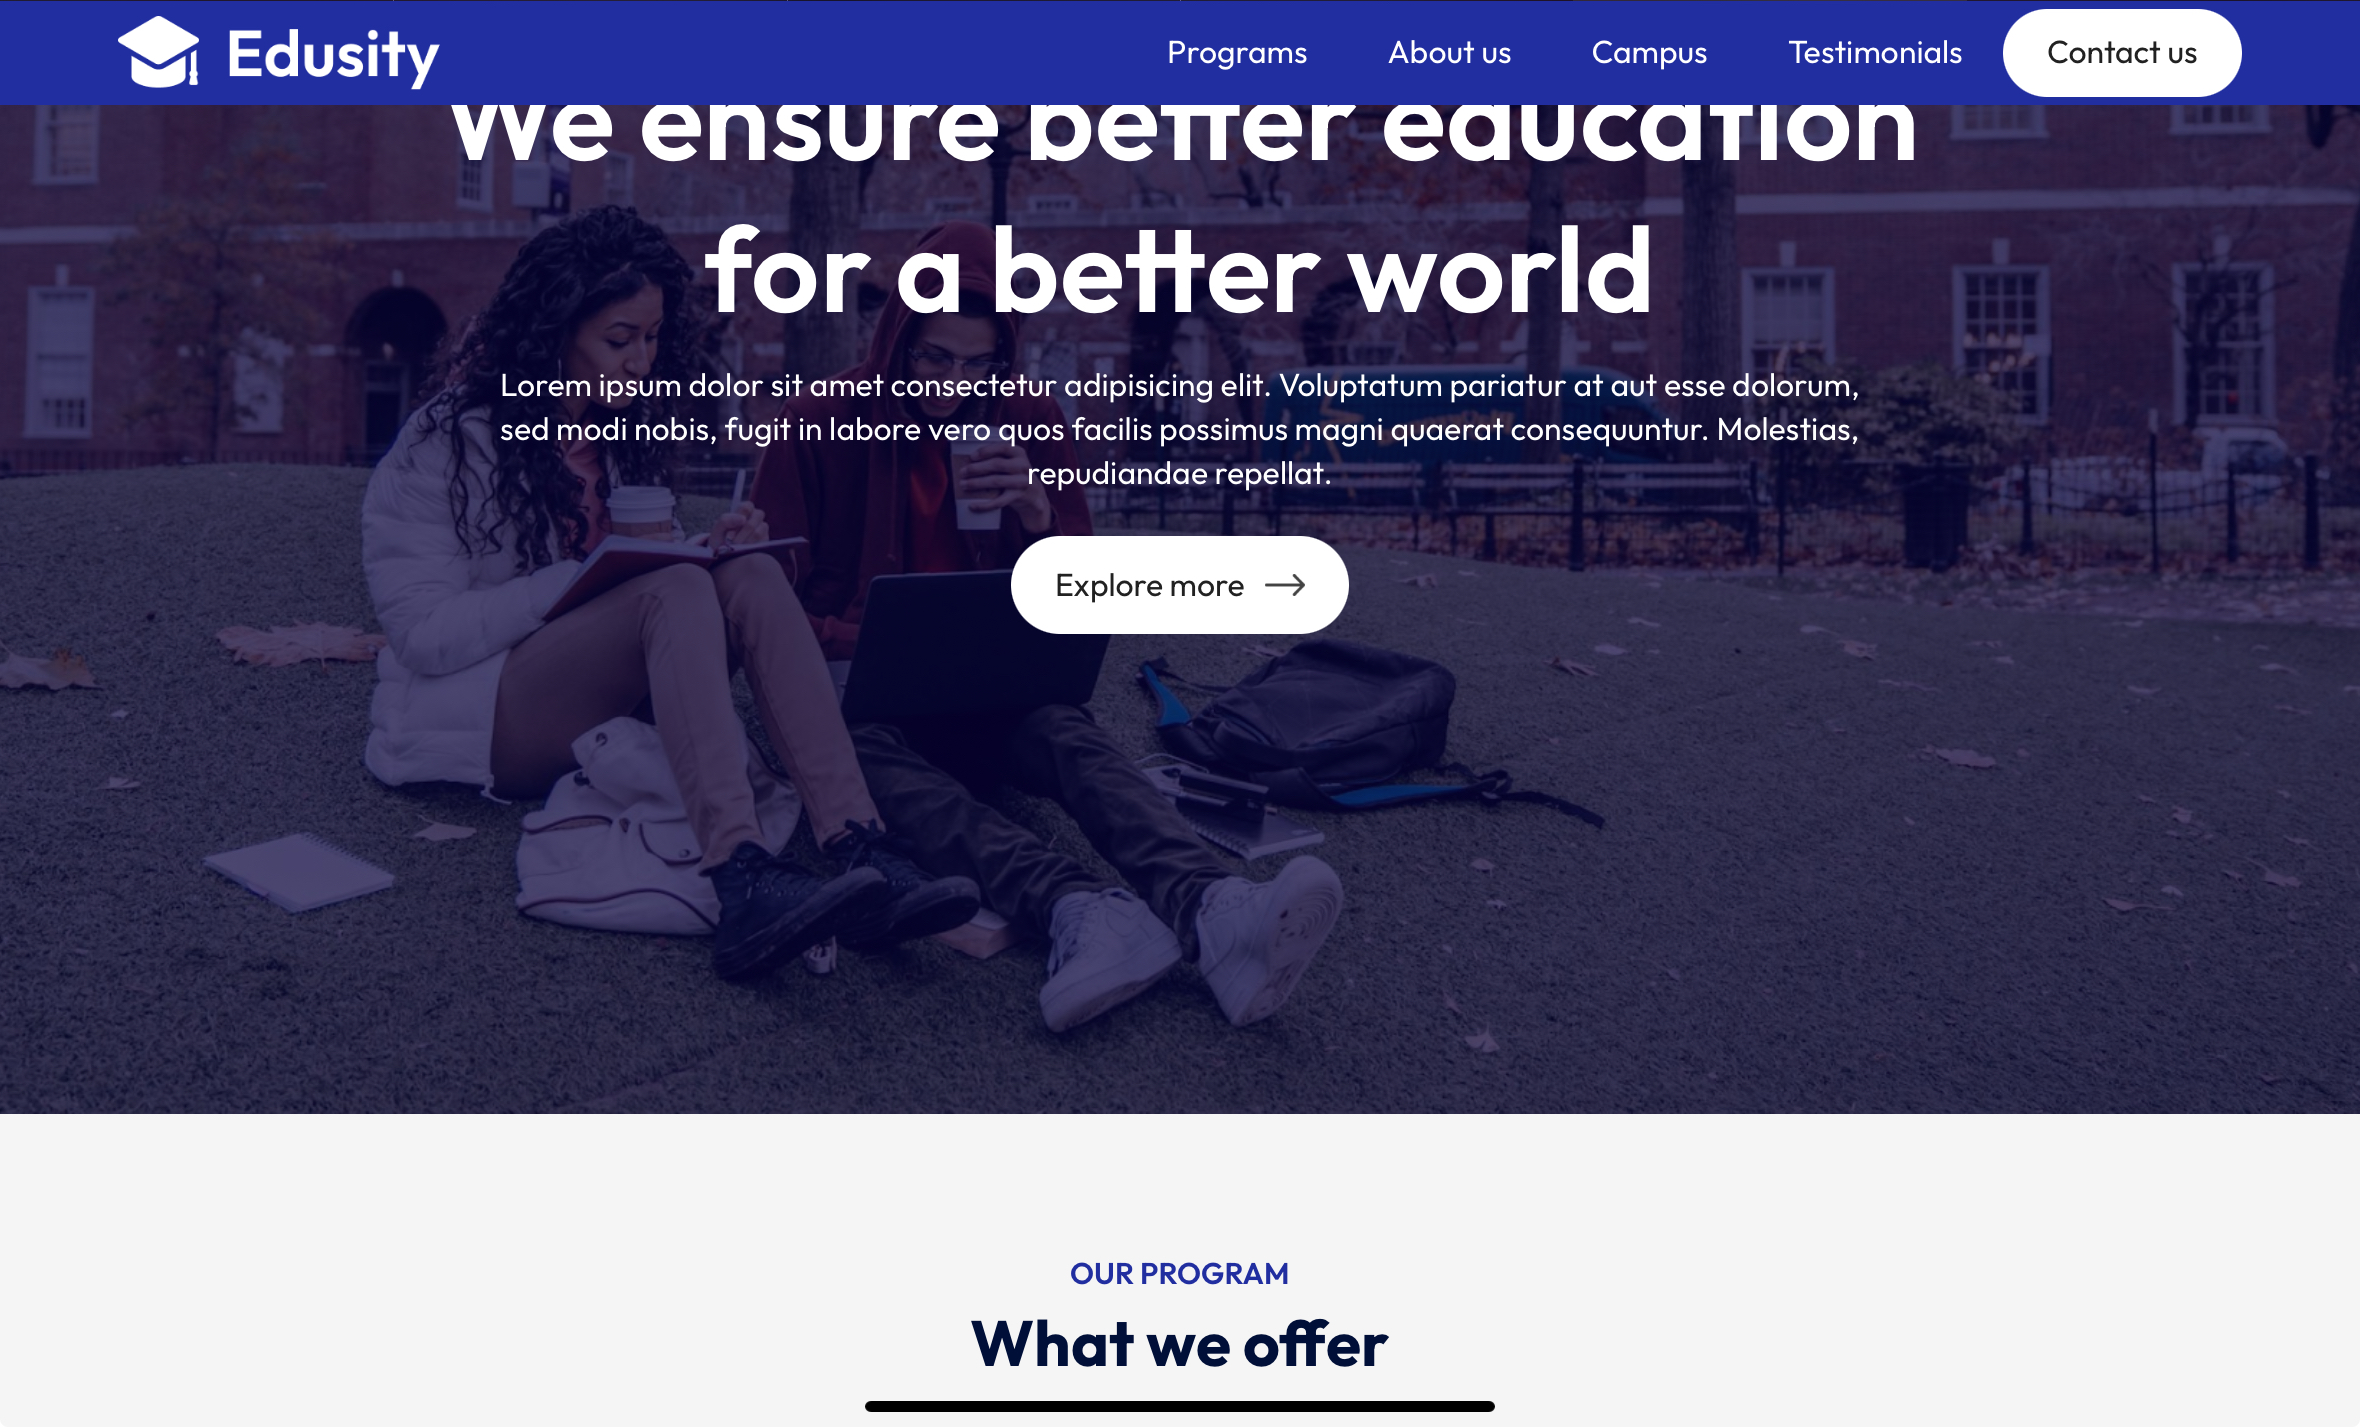 Edusity
Programs
About us
Campus
Testimonials
Contact us
We ensure better education
for a better world
Lorem ipsum dolor sit amet consectetur adipisicing elit. Voluptatum pariatur at aut esse dolorum,
sed modi nobis, fugit in labore vero quos facilis possimus magni quaerat consequuntur. Molestias,
repudiandae repellat.
Explore more
OUR PROGRAM
What we offer